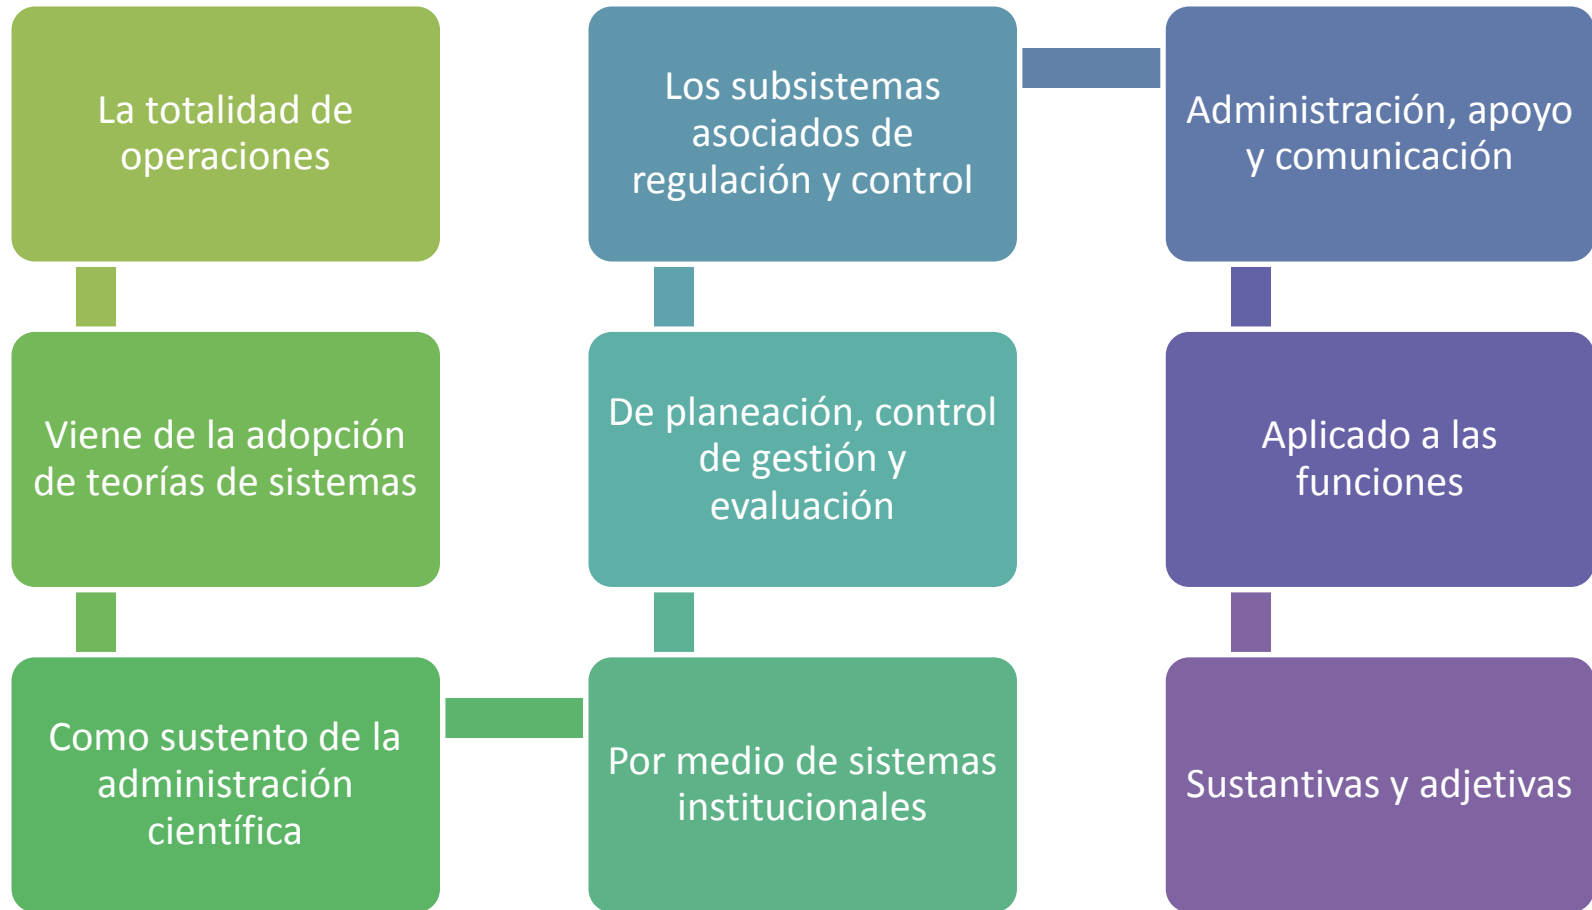 La totalidad de
operaciones
Viene de la adopción
de teorías de sistemas
Como sustento de la
administración
científica
Por medio de sistemas
institucionales
De planeación, control
de gestión y
evaluación
Los subsistemas
asociados de
regulación y control
Administración, apoyo
y comunicación
Aplicado a las
funciones
Sustantivas y adjetivas